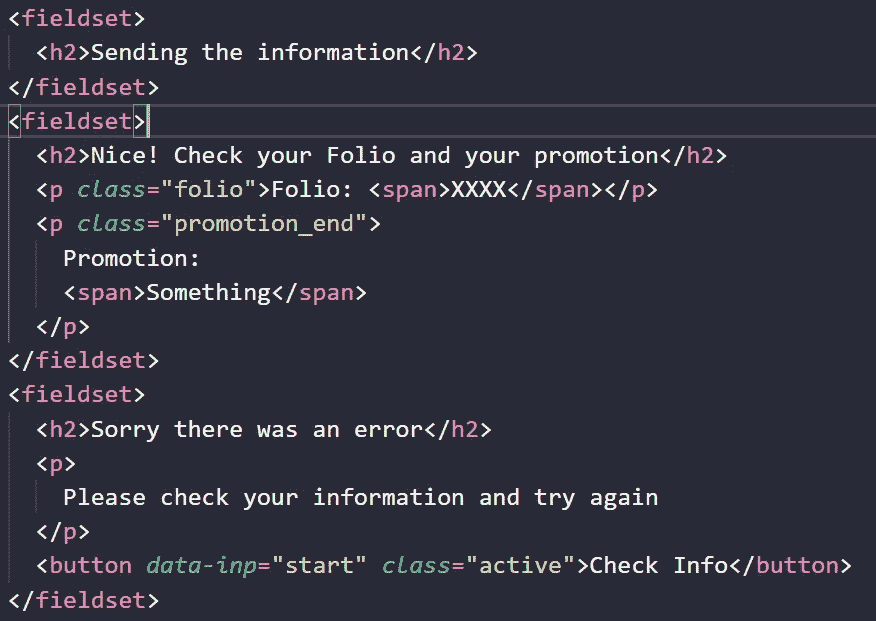 <fieldset>
  <h2>Sending the information</h2>
</fieldset>
<fieldset>
  <h2>Nice! Check your Folio and your promotion</h2>
  <p class="folio">Folio: <span>XXXX</span></p>
  <p class="promotion_end">
    Promotion:
    <span>Something</span>
  </p>
</fieldset>
<fieldset>
  <h2>Sorry there was an error</h2>
  <p>
    Please check your information and try again
  </p>
  <button data-inp="start" class="active">Check Info</button>
</fieldset>